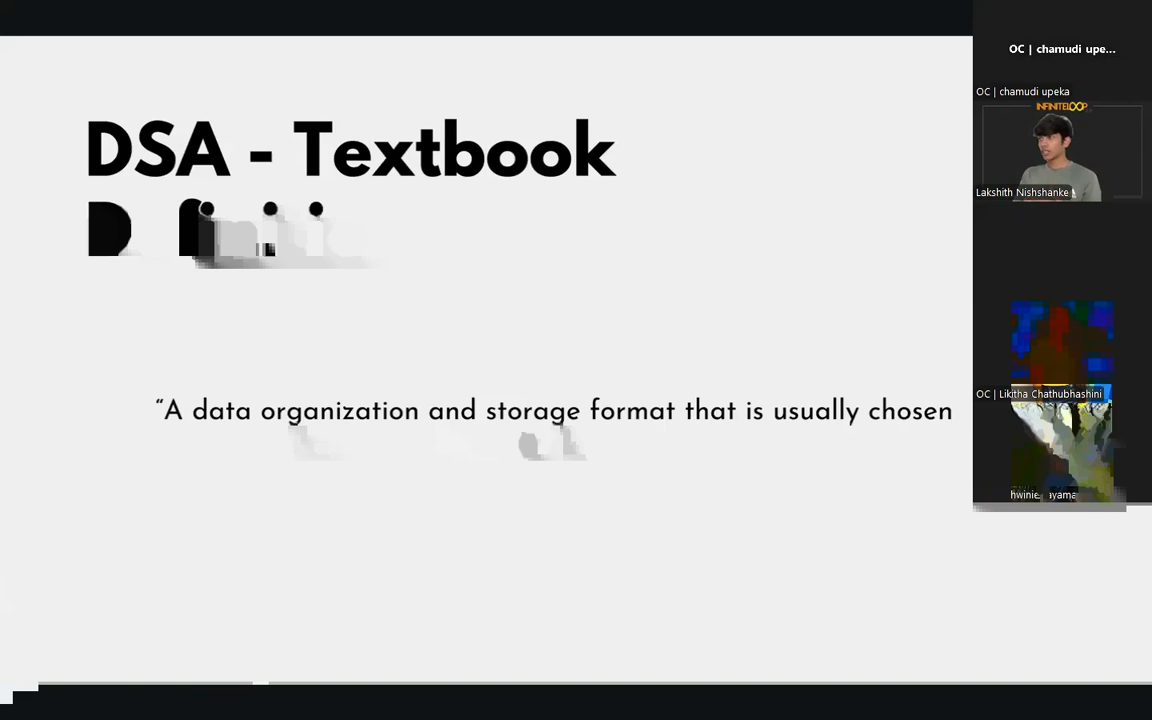 DSA - Textbook
“A data organization and storage format that is usually chosen
OC | chamudi upe...
OC | chamudi upeka
INFINITELOOP
Lakshith Nishshanke
OC | Likitha Chathubhashini